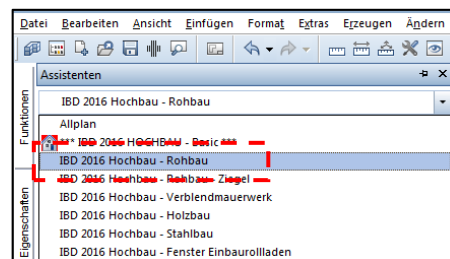 Datei Bearbeiten Ansicht Einfügen Format Extras Erzeugen Ändern
Assistenten
Funktionen
IBD 2016 Hochbau - Rohbau
Allplan
*** IBD 2016 HOCHBAU - Basic ***
IBD 2016 Hochbau - Rohbau
IBD 2016 Hochbau - Rohbau - Ziegel
Eigenschaften
IBD 2016 Hochbau - Verblendmauerwerk
IBD 2016 Hochbau - Holzbau
IBD 2016 Hochbau - Stahlbau
IBD 2016 Hochbau - Fenster Einbaurollladen